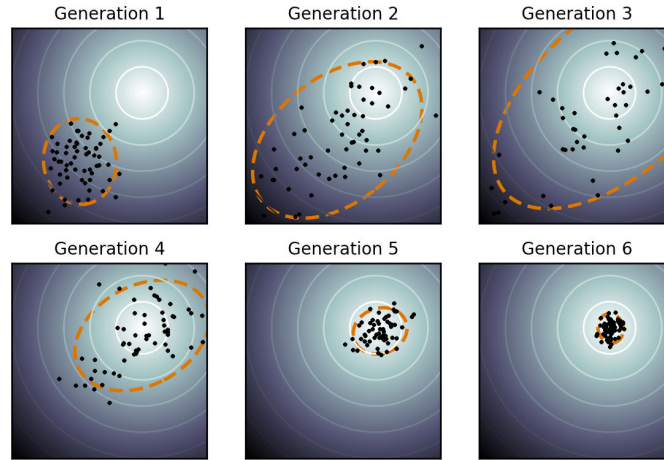 Generation 1
Generation 2
Generation 3
Generation 4
Generation 5
Generation 6